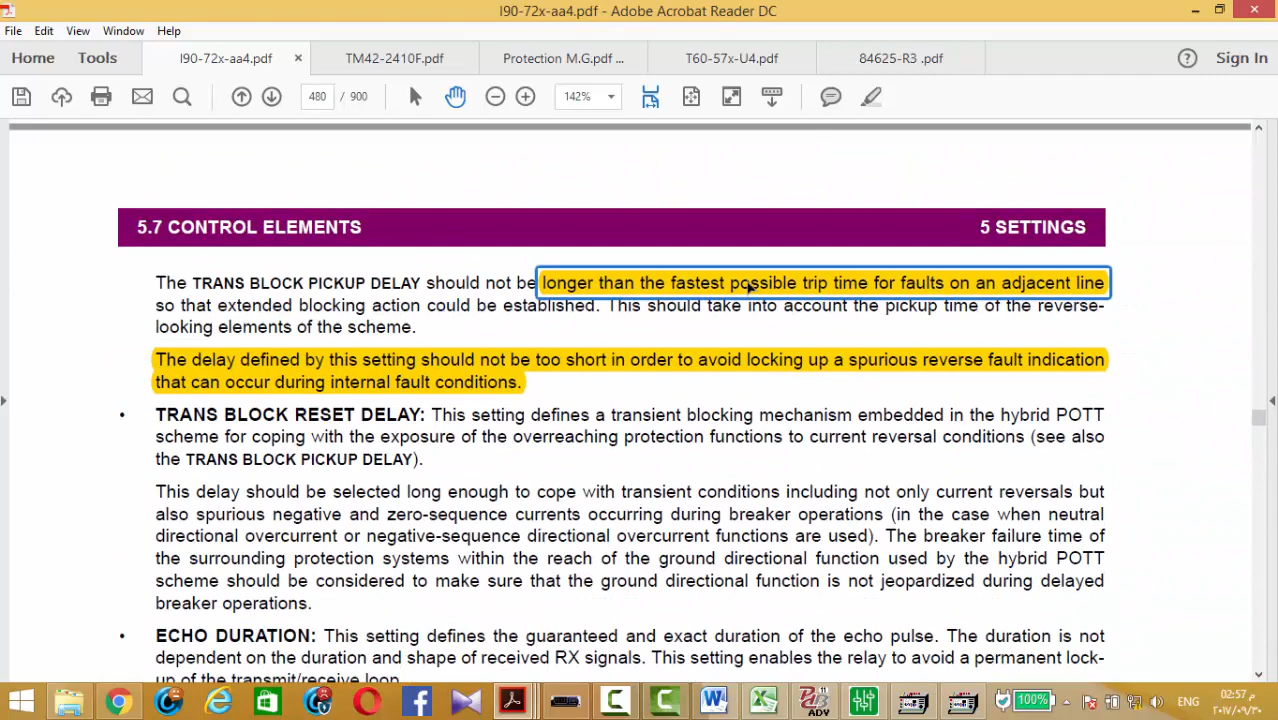 I90-72x-aa4.pdf - Adobe Acrobat Reader DC
File Edit View Window Help
Home Tools I90-72x-aa4.pdf × TM42-2410F.pdf Protection M.G.pdf ... T60-57x-U4.pdf 84625-R3 .pdf Sign In
480 / 900 142%
5.7 CONTROL ELEMENTS 5 SETTINGS
The TRANS BLOCK PICKUP DELAY should not be longer than the fastest possible trip time for faults on an adjacent line
so that extended blocking action could be established. This should take into account the pickup time of the reverse-
looking elements of the scheme.
The delay defined by this setting should not be too short in order to avoid locking up a spurious reverse fault indication
that can occur during internal fault conditions.
• TRANS BLOCK RESET DELAY: This setting defines a transient blocking mechanism embedded in the hybrid POTT
scheme for coping with the exposure of the overreaching protection functions to current reversal conditions (see also
the TRANS BLOCK PICKUP DELAY).
This delay should be selected long enough to cope with transient conditions including not only current reversals but
also spurious negative and zero-sequence currents occurring during breaker operations (in the case when neutral
directional overcurrent or negative-sequence directional overcurrent functions are used). The breaker failure time of
the surrounding protection systems within the reach of the ground directional function used by the hybrid POTT
scheme should be considered to make sure that the ground directional function is not jeopardized during delayed
breaker operations.
• ECHO DURATION: This setting defines the guaranteed and exact duration of the echo pulse. The duration is not
dependent on the duration and shape of received RX signals. This setting enables the relay to avoid a permanent lock-
up of the transmit/receive loop.
ADV 100% ENG 02:57 م
٢٠١٧/٠٩/٣٠